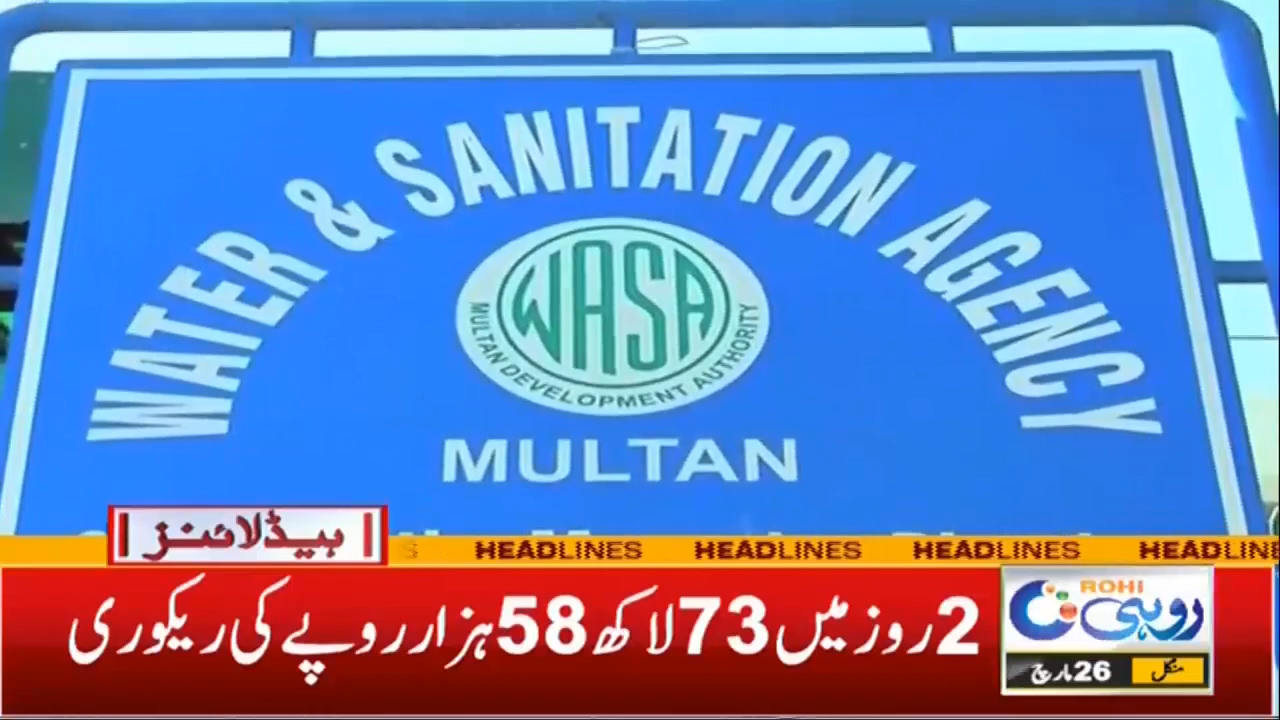 WATER & SANITATION AGENCY
WASA
MULTAN DEVELOPMENT AUTHORITY
MULTAN
ہیڈلائنز
HEADLINES HEADLINES HEADLINES HEADLIN
2 روز میں 73 لاکھ 58 ہزار روپے کی ریکوری
ROHI
روہی
منگل 26 مارچ